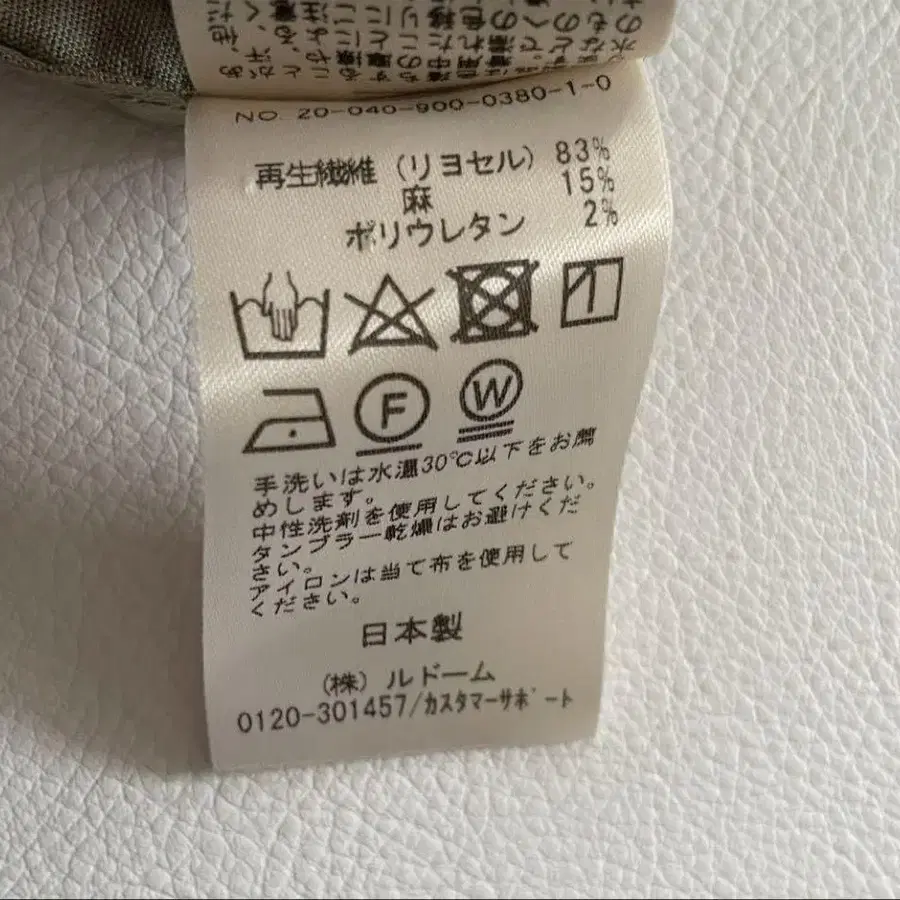 NO. 20-040-900-0380-1-0
再生繊維（リヨセル） 83%
麻 15%
ポリウレタン 2%
F
W
手洗いは水温30℃以下をお薦
めします。
中性洗剤を使用してください。
タンブラー乾燥はお避けくだ
さい。
アイロンは当て布を使用して
ください。
日本製
（株）ルドーム
0120-301457/カスタマーサポート